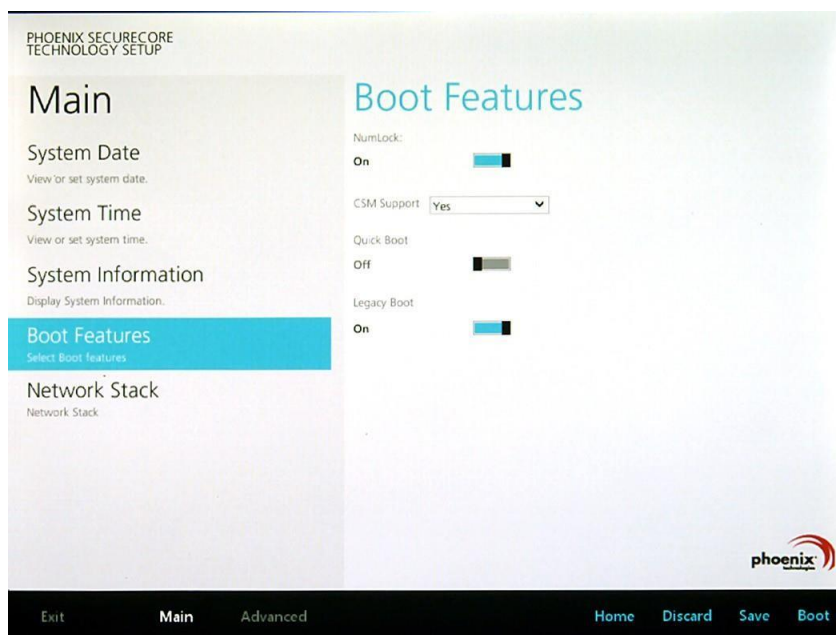 PHOENIX SECURECORE
TECHNOLOGY SETUP
Main
System Date
View or set system date.
System Time
View or set system time.
System Information
Display System Information.
Boot Features
Select Boot features
Network Stack
Network Stack
Boot Features
NumLock:
On
CSM Support Yes
Quick Boot
Off
Legacy Boot
On
phoenix
technologies
Exit Main Advanced Home Discard Save Boot